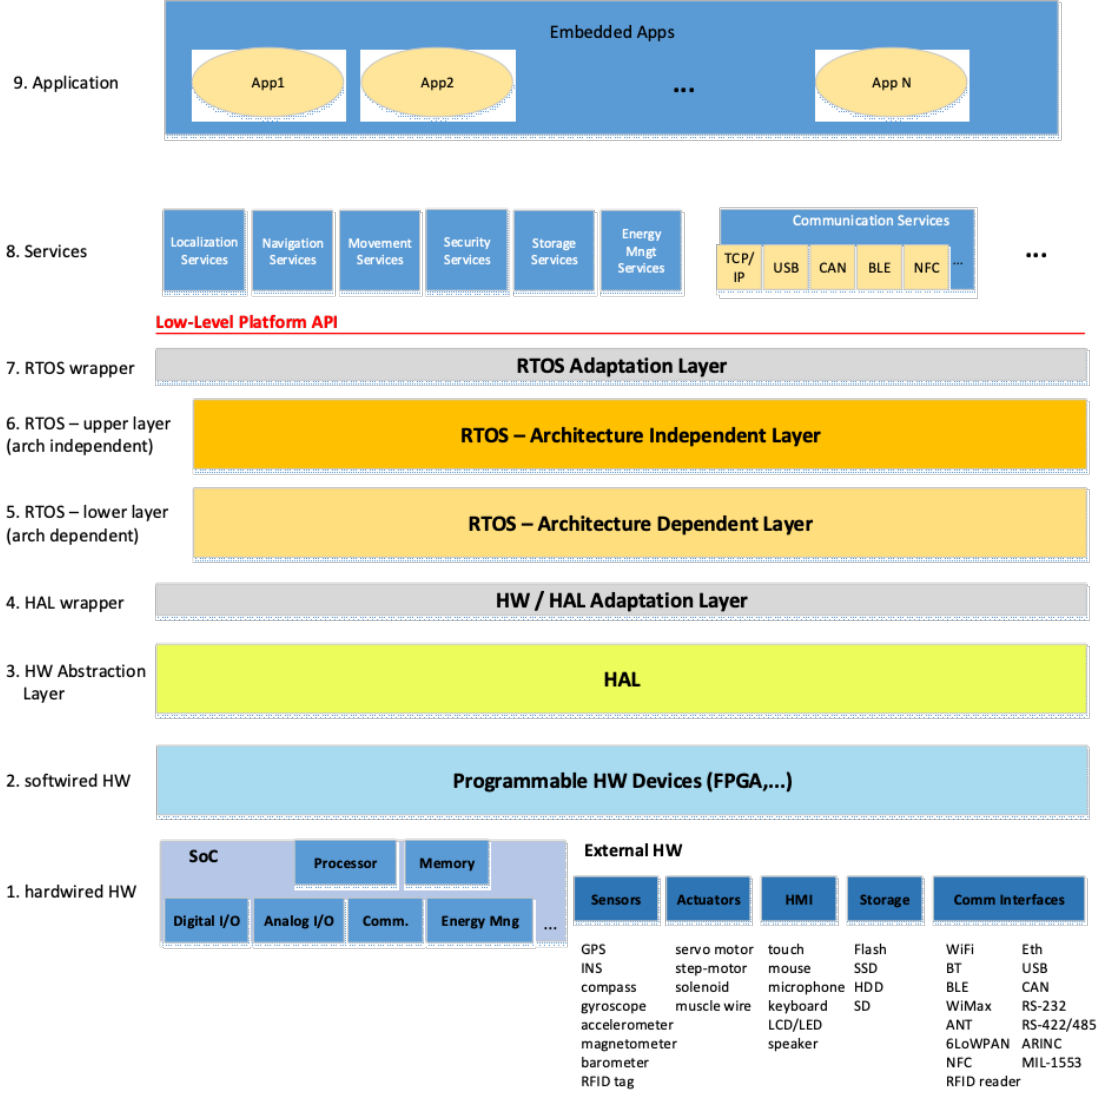 Embedded Apps
9. Application
App1
App2
...
App N
8. Services
Localization
Services
Navigation
Services
Movement
Services
Security
Services
Storage
Services
Energy
Mngt
Services
Communication Services
TCP/
IP
USB
CAN
BLE
NFC
...
...
Low-Level Platform API
7. RTOS wrapper
RTOS Adaptation Layer
6. RTOS – upper layer
(arch independent)
RTOS – Architecture Independent Layer
5. RTOS – lower layer
(arch dependent)
RTOS – Architecture Dependent Layer
4. HAL wrapper
HW / HAL Adaptation Layer
3. HW Abstraction
Layer
HAL
2. softwired HW
Programmable HW Devices (FPGA,...)
1. hardwired HW
SoC
Processor
Memory
Digital I/O
Analog I/O
Comm.
Energy Mng
...
External HW
Sensors
Actuators
HMI
Storage
Comm Interfaces
GPS
INS
compass
gyroscope
accelerometer
magnetometer
barometer
RFID tag
servo motor
step-motor
solenoid
muscle wire
touch
mouse
microphone
keyboard
LCD/LED
speaker
Flash
SSD
HDD
SD
WiFi
BT
BLE
WiMax
ANT
6LoWPAN
NFC
RFID reader
Eth
USB
CAN
RS-232
RS-422/485
ARINC
MIL-1553